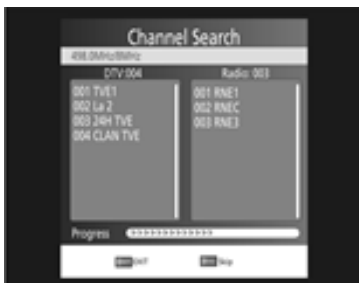 Channel Search
498.0MHz/8MHz
DTV:004
001 TVE1
002 La 2
003 24H TVE
004 CLAN TVE
Radio: 003
001 RNE1
002 RNEC
003 RNE3
Progress
EXIT
Skip